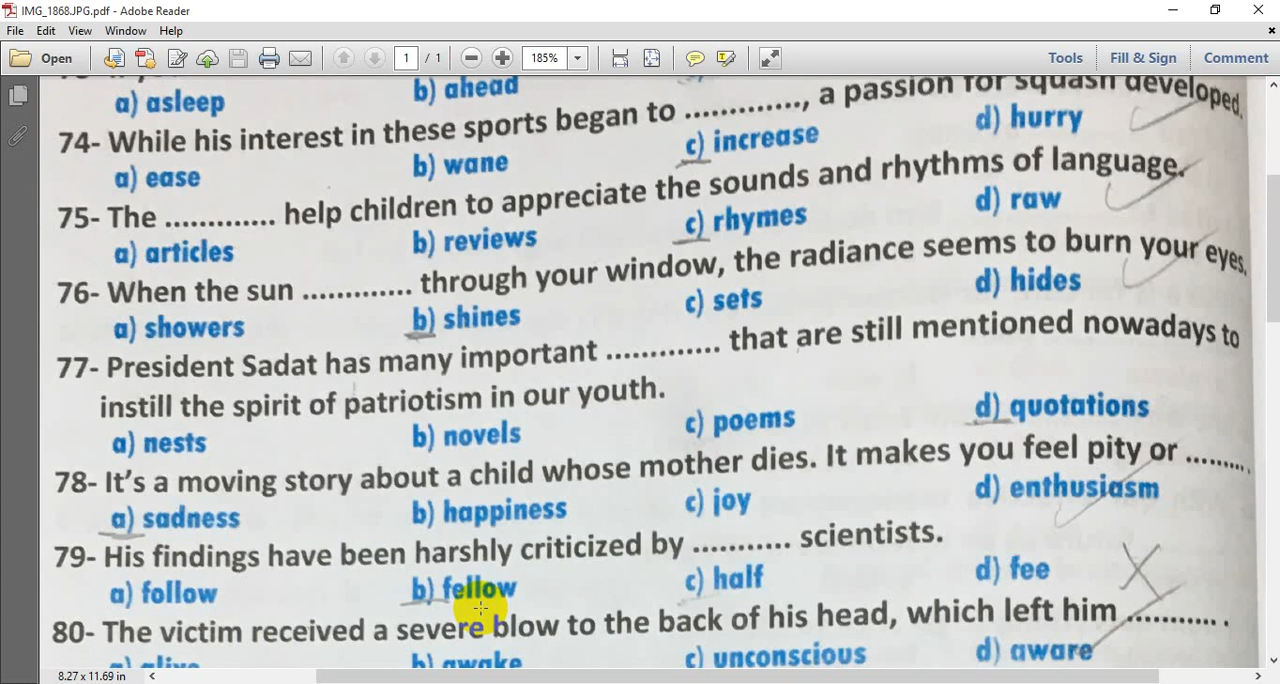 IMG_1868.JPG.pdf - Adobe Reader
File Edit View Window Help
Open 1 / 1 185% Tools Fill & Sign Comment
a) asleep b) ahead
74- While his interest in these sports began to ............, a passion for squash developed.
a) ease b) wane c) increase d) hurry
75- The ............. help children to appreciate the sounds and rhythms of language.
a) articles b) reviews c) rhymes d) raw
76- When the sun ............. through your window, the radiance seems to burn your eyes.
a) showers b) shines c) sets d) hides
77- President Sadat has many important ............. that are still mentioned nowadays to
instill the spirit of patriotism in our youth.
a) nests b) novels c) poems d) quotations
78- It's a moving story about a child whose mother dies. It makes you feel pity or .........
a) sadness b) happiness c) joy d) enthusiasm
79- His findings have been harshly criticized by ........... scientists.
a) follow b) fellow c) half d) fee
80- The victim received a severe blow to the back of his head, which left him ........... .
a) alive b) awake c) unconscious d) aware
8.27 x 11.69 in